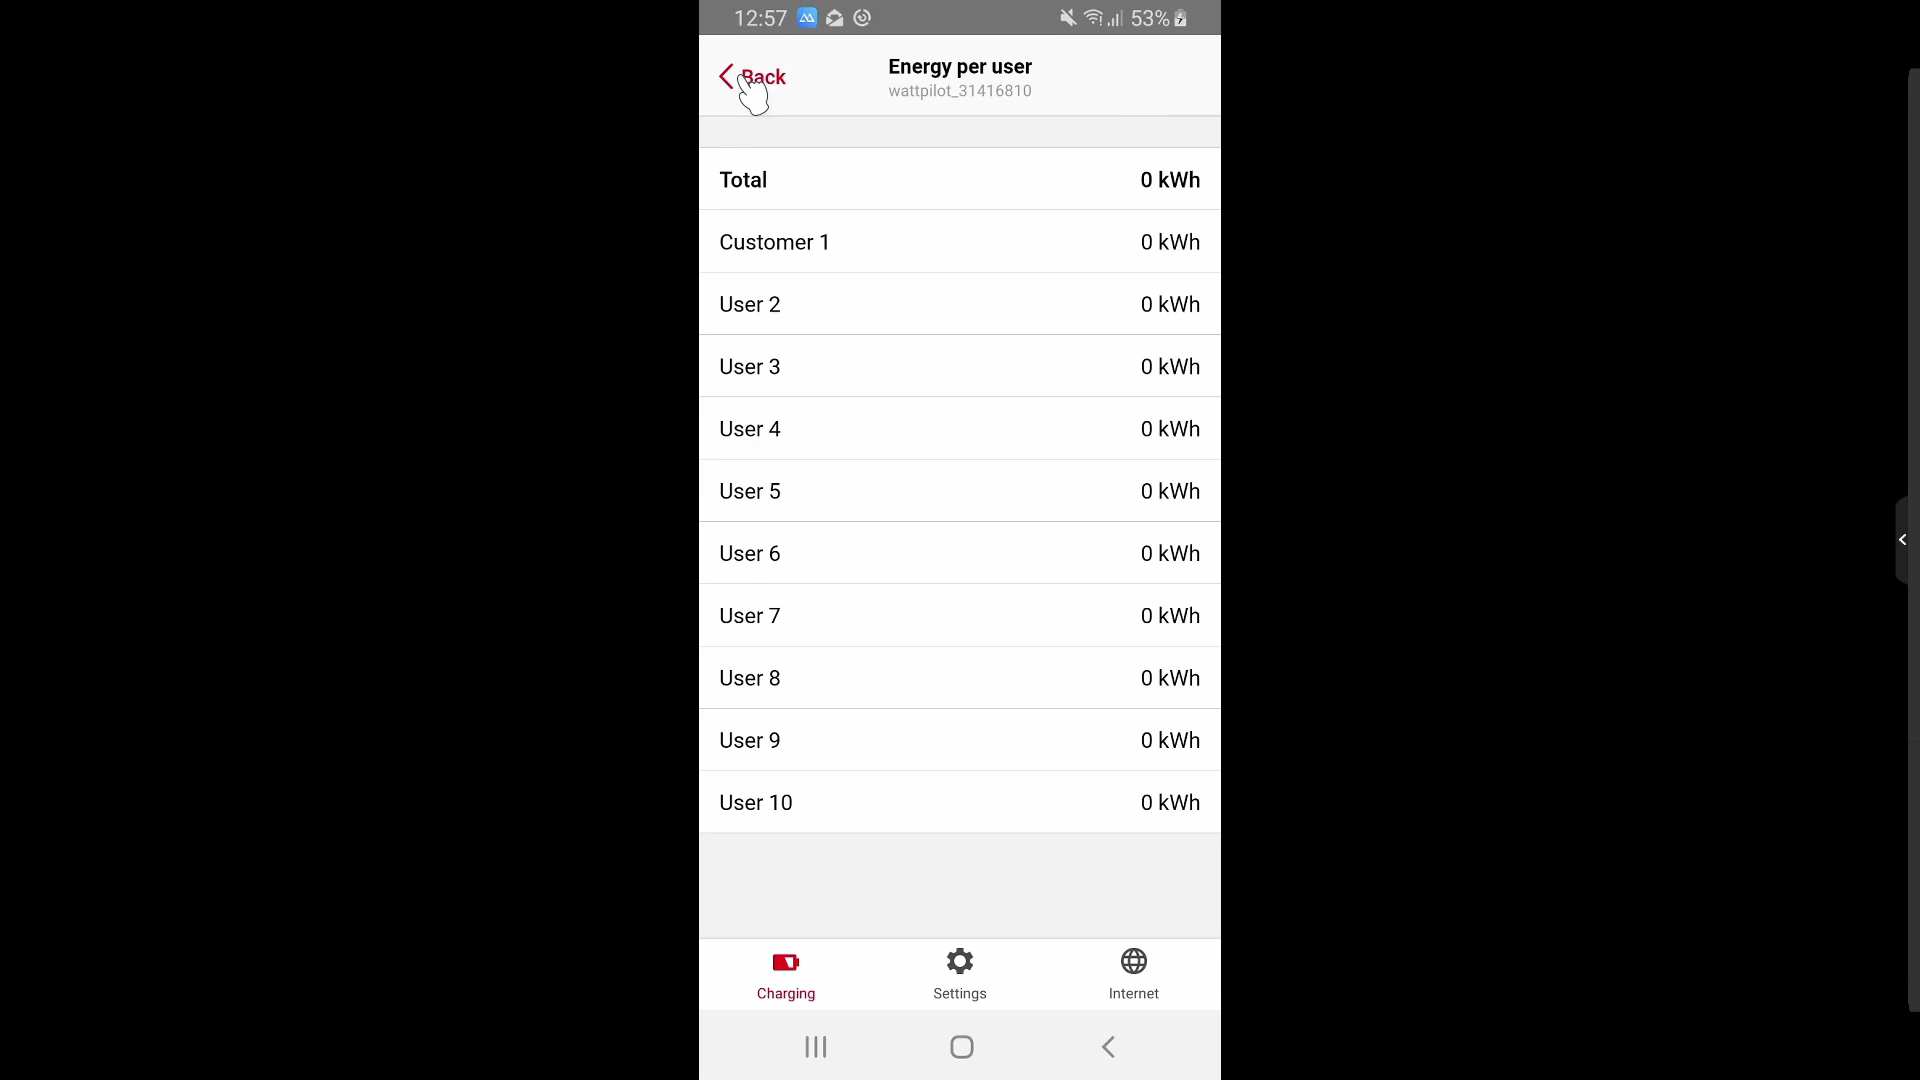 12:57 53%
Back
Energy per user
wattpilot_31416810
Total 0 kWh
Customer 1 0 kWh
User 2 0 kWh
User 3 0 kWh
User 4 0 kWh
User 5 0 kWh
User 6 0 kWh
User 7 0 kWh
User 8 0 kWh
User 9 0 kWh
User 10 0 kWh
Charging Settings Internet